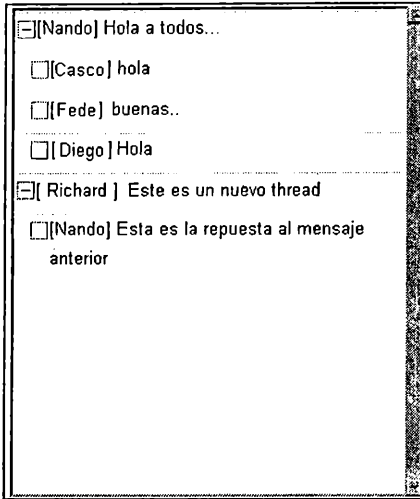 [Nando] Hola a todos...
[Casco] hola
[Fede] buenas..
[Diego] Hola
[ Richard ] Este es un nuevo thread
[Nando] Esta es la repuesta al mensaje
anterior